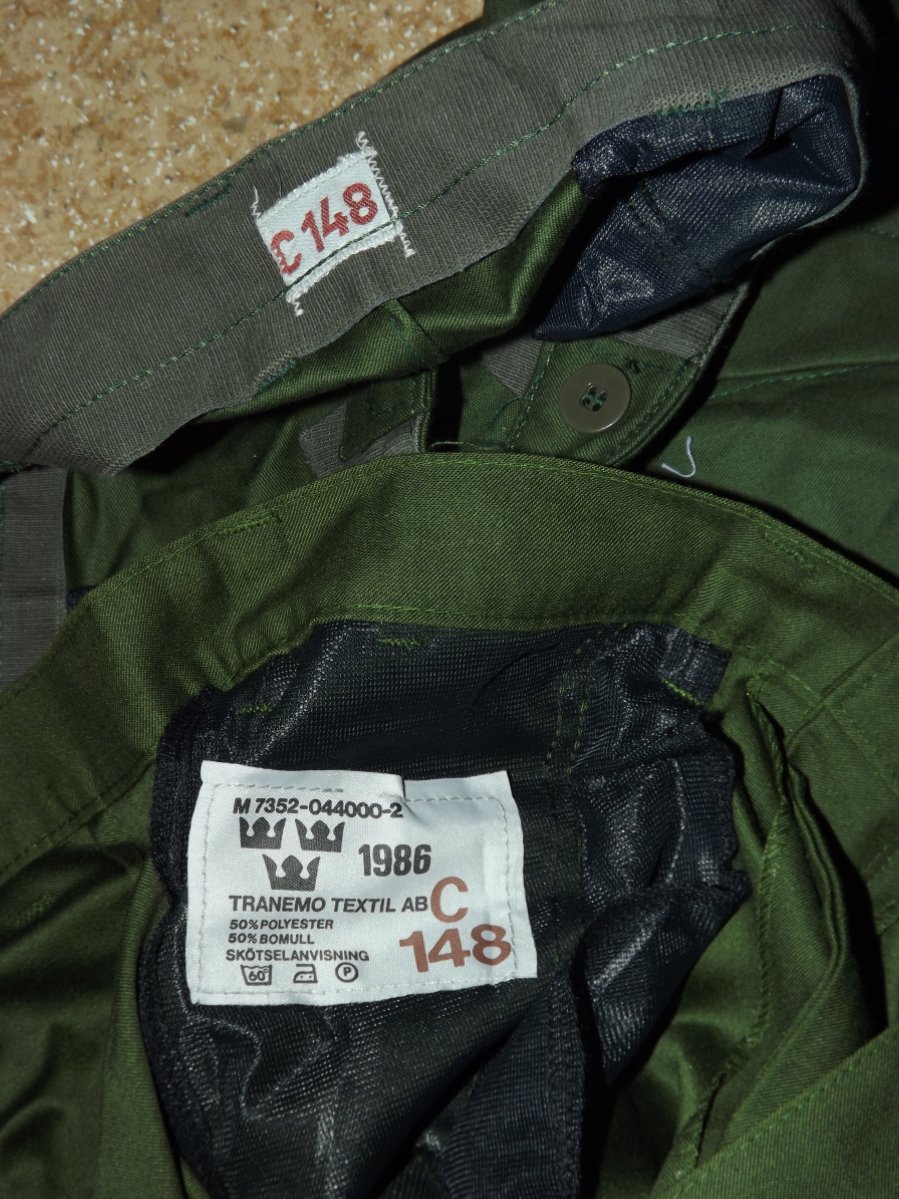 C 148
M 7352-044000-2
1986
TRANEMO TEXTIL AB C
50% POLYESTER
50% BOMULL
148
SKÖTSELANVISNING
60° P